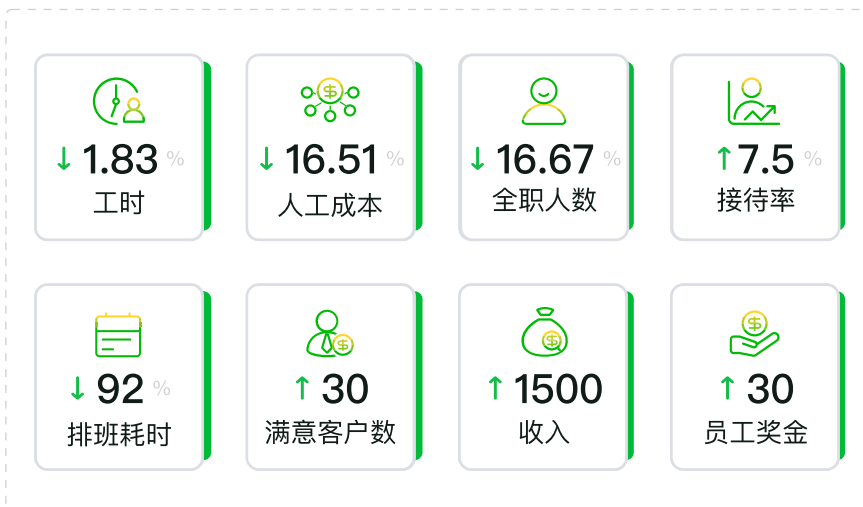 ↓ 1.83 %
工时
↓ 16.51 %
人工成本
↓ 16.67 %
全职人数
↑ 7.5 %
接待率
↓ 92 %
排班耗时
↑ 30
满意客户数
↑ 1500
收入
↑ 30
员工奖金